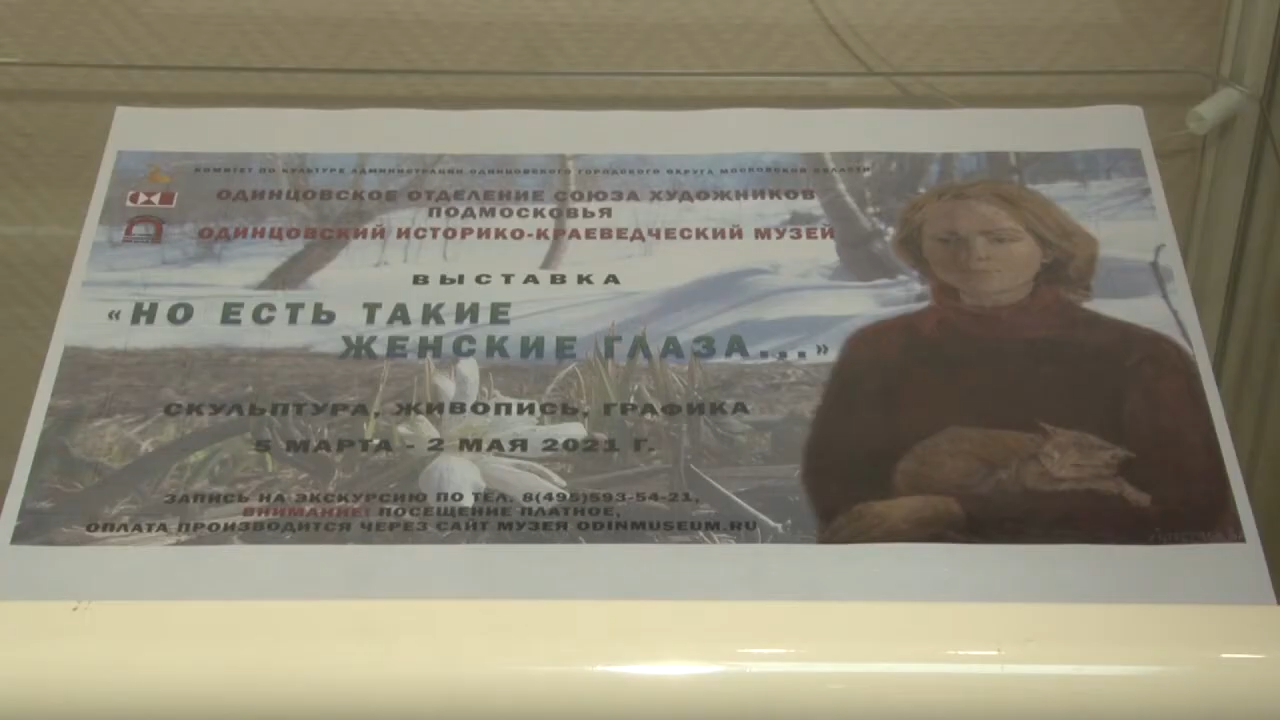 КОМИТЕТ ПО КУЛЬТУРЕ АДМИНИСТРАЦИИ ОДИНЦОВСКОГО ГОРОДСКОГО ОКРУГА МОСКОВСКОЙ ОБЛАСТИ
ОДИНЦОВСКОЕ ОТДЕЛЕНИЕ СОЮЗА ХУДОЖНИКОВ
ПОДМОСКОВЬЯ
ОДИНЦОВСКИЙ ИСТОРИКО-КРАЕВЕДЧЕСКИЙ МУЗЕЙ
ВЫСТАВКА
«НО ЕСТЬ ТАКИЕ
ЖЕНСКИЕ ГЛАЗА...»
СКУЛЬПТУРА, ЖИВОПИСЬ, ГРАФИКА
5 МАРТА - 2 МАЯ 2021 Г.
ЗАПИСЬ НА ЭКСКУРСИЮ ПО ТЕЛ. 8(495)593-54-21,
ВНИМАНИЕ! ПОСЕЩЕНИЕ ПЛАТНОЕ,
ОПЛАТА ПРОИЗВОДИТСЯ ЧЕРЕЗ САЙТ МУЗЕЯ ODINMUSEUM.RU